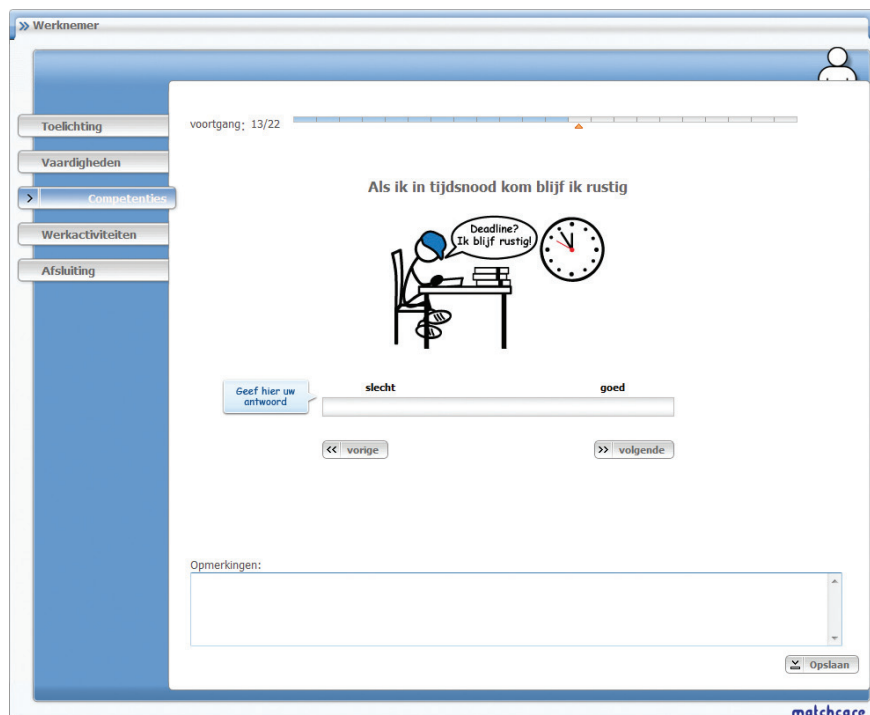 Werknemer
voortgang: 13/22
Toelichting
Vaardigheden
Competenties
Werkactiviteiten
Afsluiting
Als ik in tijdsnood kom blijf ik rustig
Deadline?
Ik blijf rustig!
slecht goed
Geef hier uw
antwoord
<< vorige >> volgende
Opmerkingen:
Opslaan
matchcare